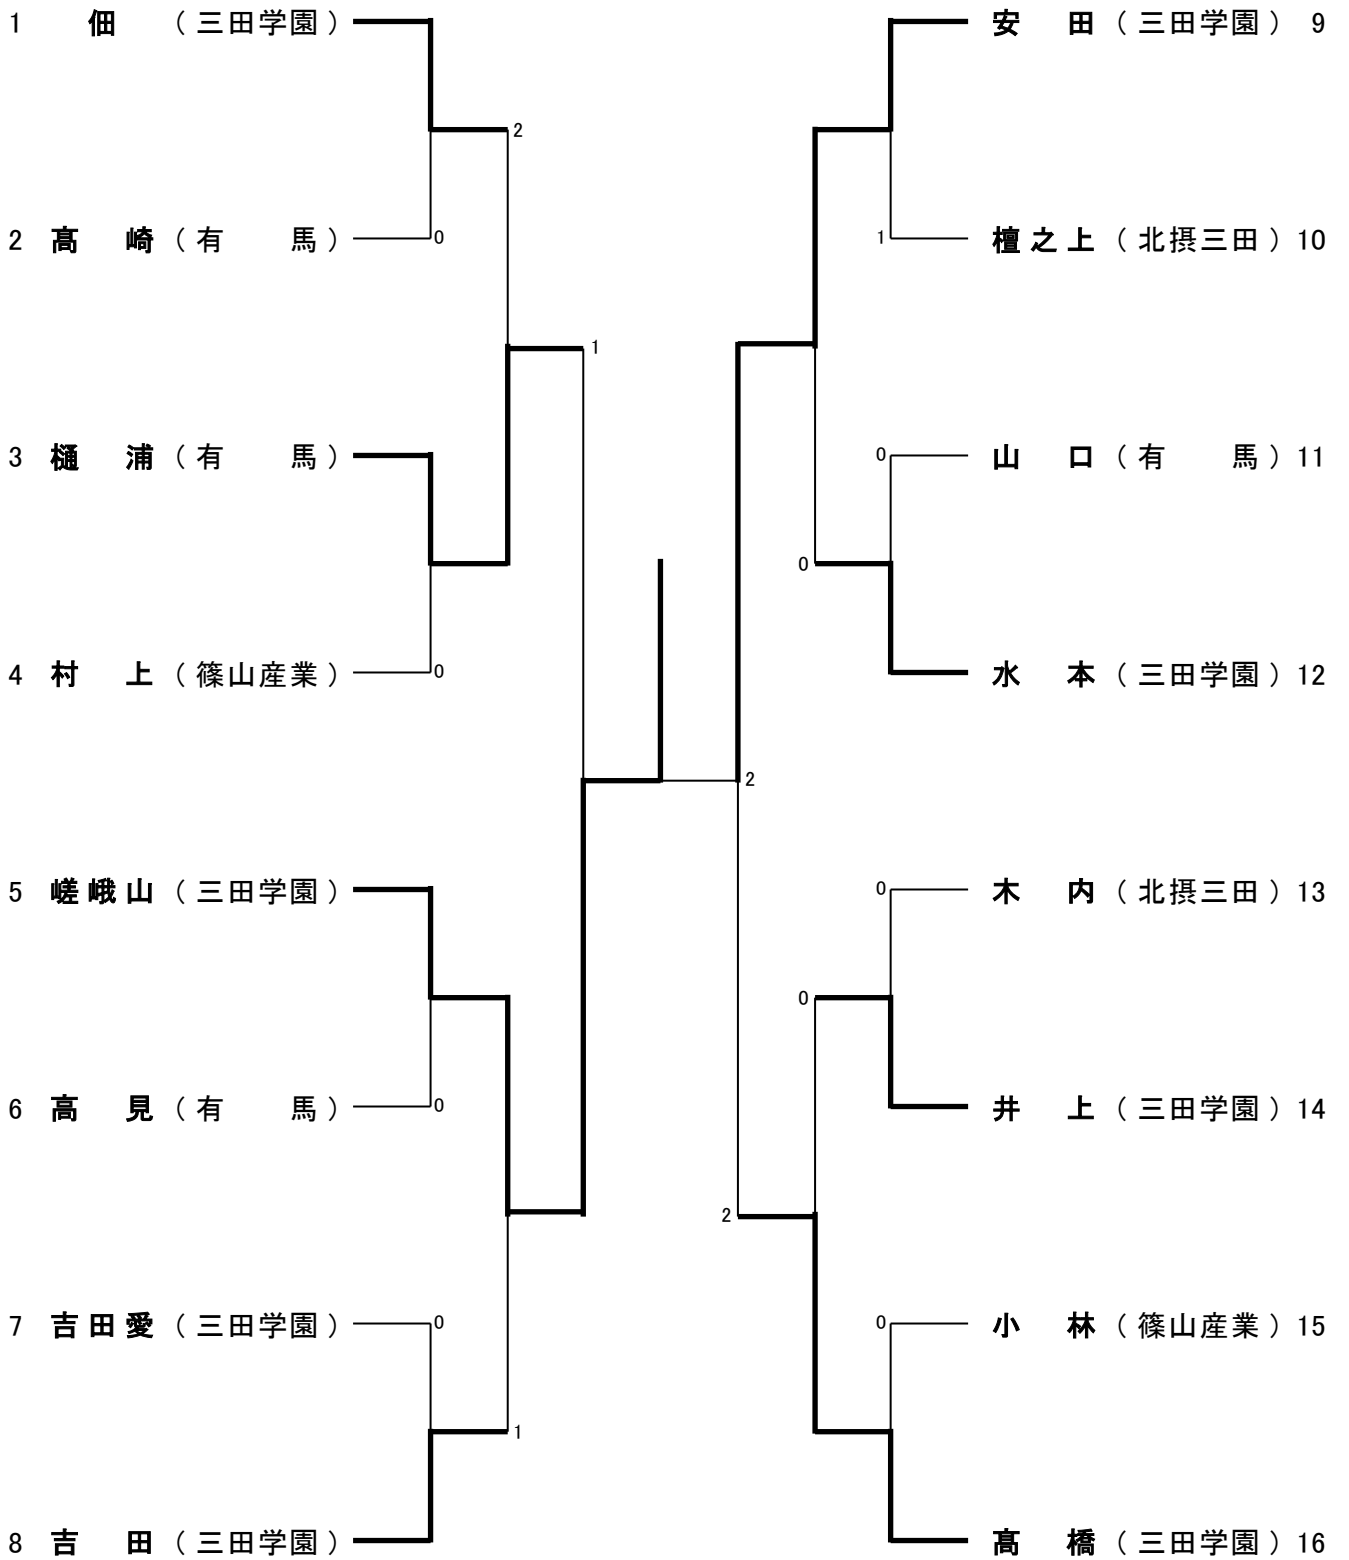 1 佃 （三田学園） 安 田 （三田学園） 9
2
2 髙 崎 （有 馬） 0 1 檀之上 （北摂三田） 10
1
3 樋 浦 （有 馬） 0 山 口 （有 馬） 11
0
4 村 上 （篠山産業） 0 水 本 （三田学園） 12
2
5 嵯峨山 （三田学園） 0 木 内 （北摂三田） 13
0
6 高 見 （有 馬） 0 井 上 （三田学園） 14
2
7 吉田愛 （三田学園） 0 0 小 林 （篠山産業） 15
1
8 吉 田 （三田学園） 髙 橋 （三田学園） 16